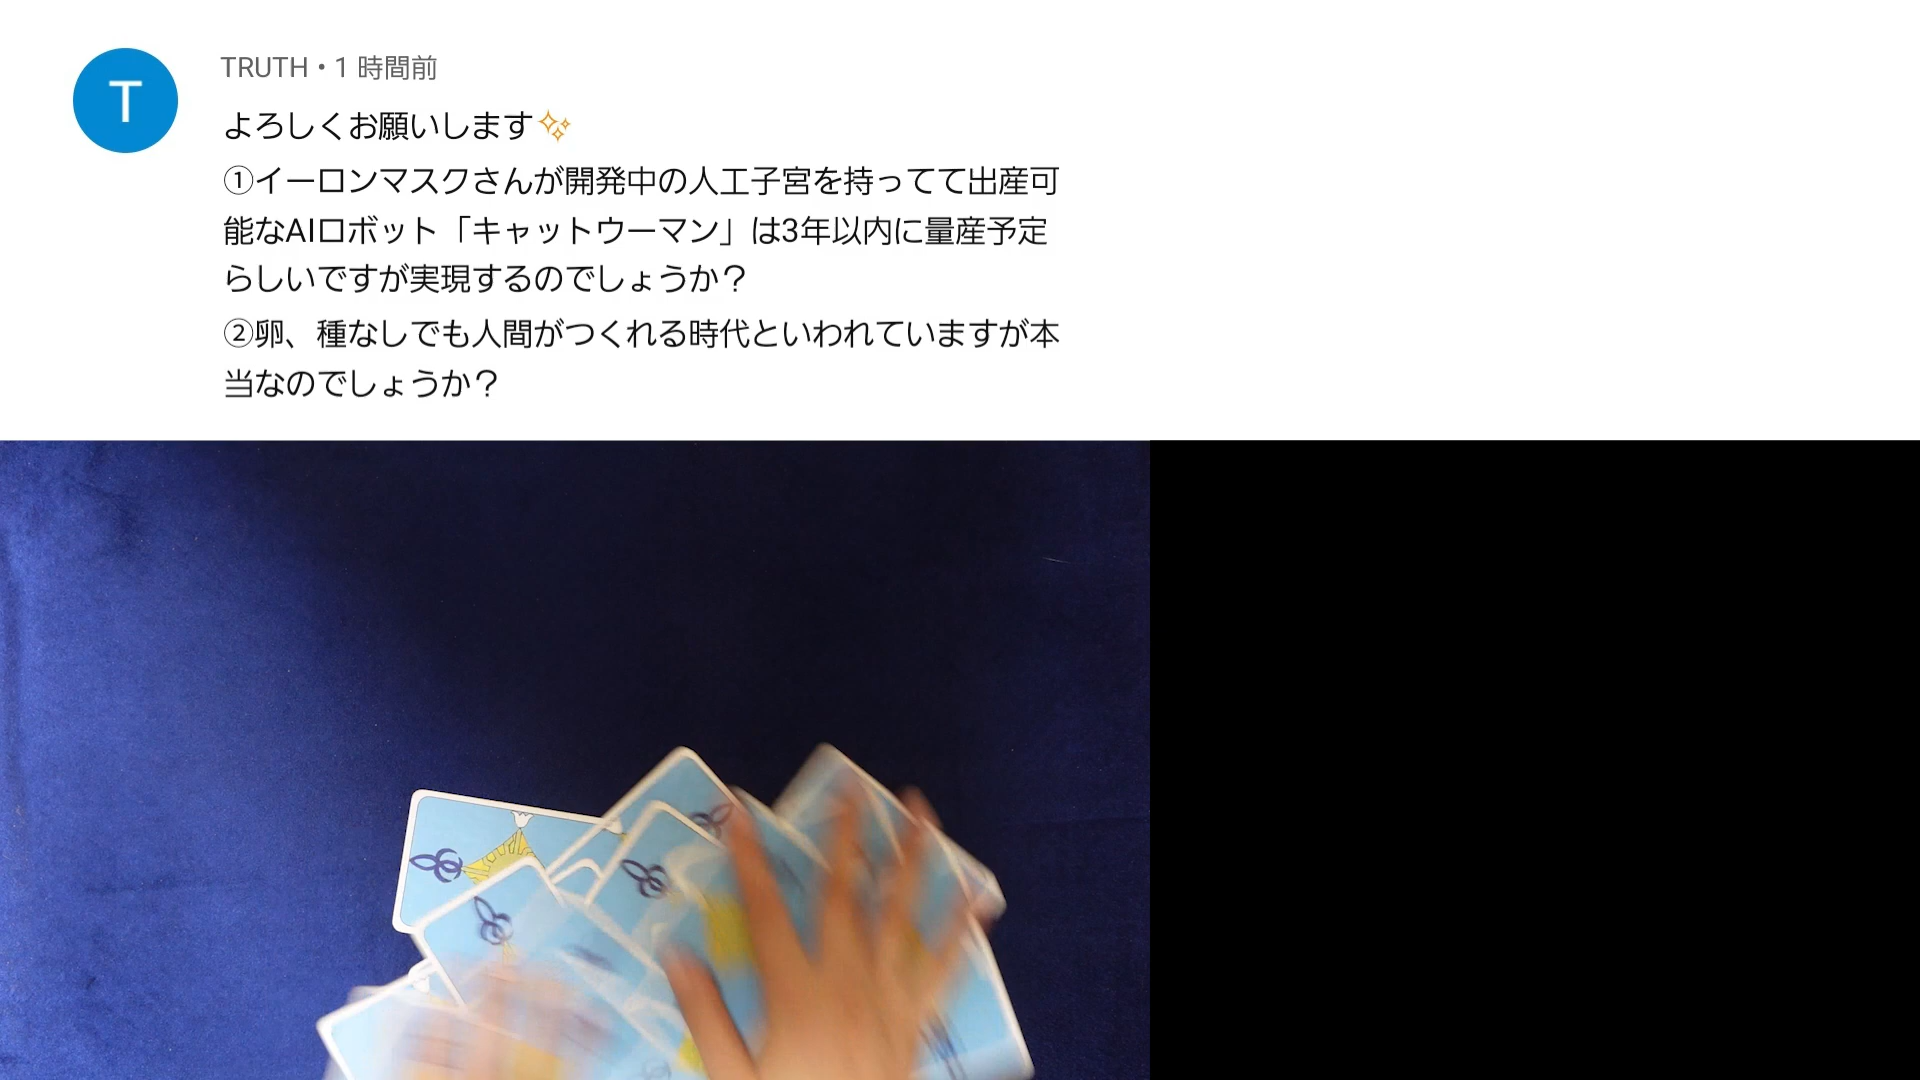 T
TRUTH • 1 時間前
よろしくお願いします✨
①イーロンマスクさんが開発中の人工子宮を持ってて出産可
能なAIロボット「キャットウーマン」は3年以内に量産予定
らしいですが実現するのでしょうか？
②卵、種なしでも人間がつくれる時代といわれていますが本
当なのでしょうか？